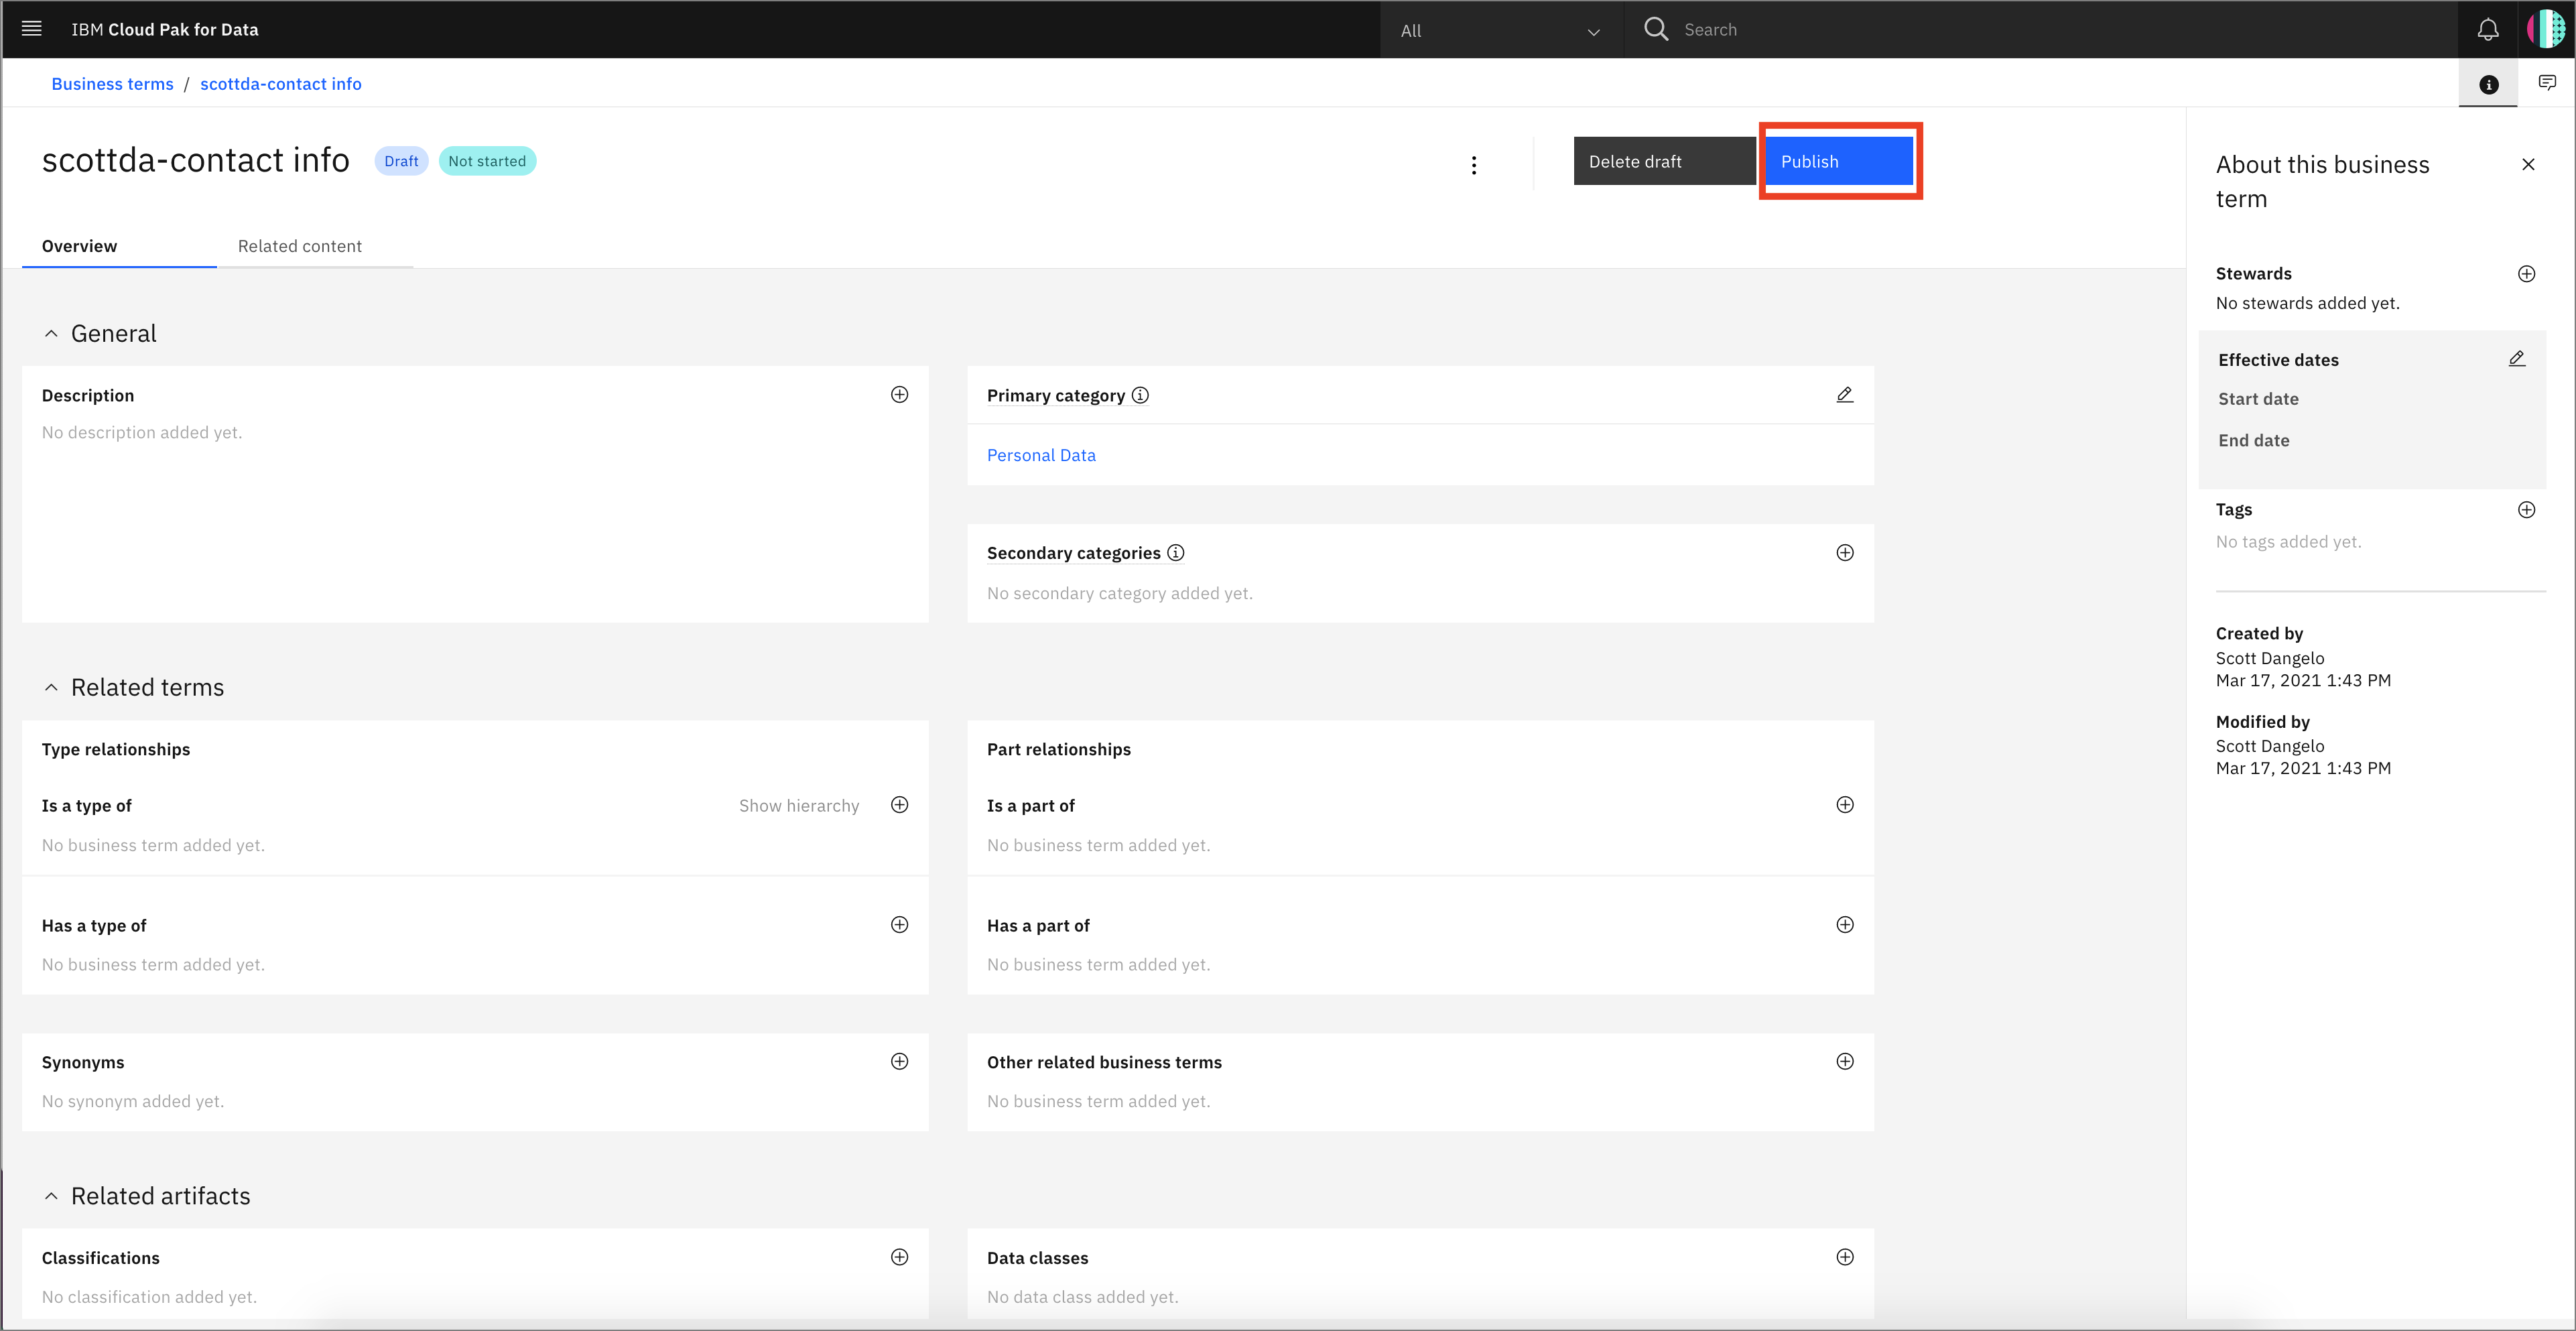 IBM Cloud Pak for Data
All
Search
Business terms / scottda-contact info
scottda-contact info
Draft
Not started
Delete draft
Publish
Overview
Related content
General
Description
No description added yet.
Primary category
Personal Data
Secondary categories
No secondary category added yet.
Related terms
Type relationships
Is a type of
Show hierarchy
No business term added yet.
Has a type of
No business term added yet.
Part relationships
Is a part of
No business term added yet.
Has a part of
No business term added yet.
Synonyms
No synonym added yet.
Other related business terms
No business term added yet.
Related artifacts
Classifications
No classification added yet.
Data classes
No data class added yet.
About this business
term
Stewards
No stewards added yet.
Effective dates
Start date
End date
Tags
No tags added yet.
Created by
Scott Dangelo
Mar 17, 2021 1:43 PM
Modified by
Scott Dangelo
Mar 17, 2021 1:43 PM